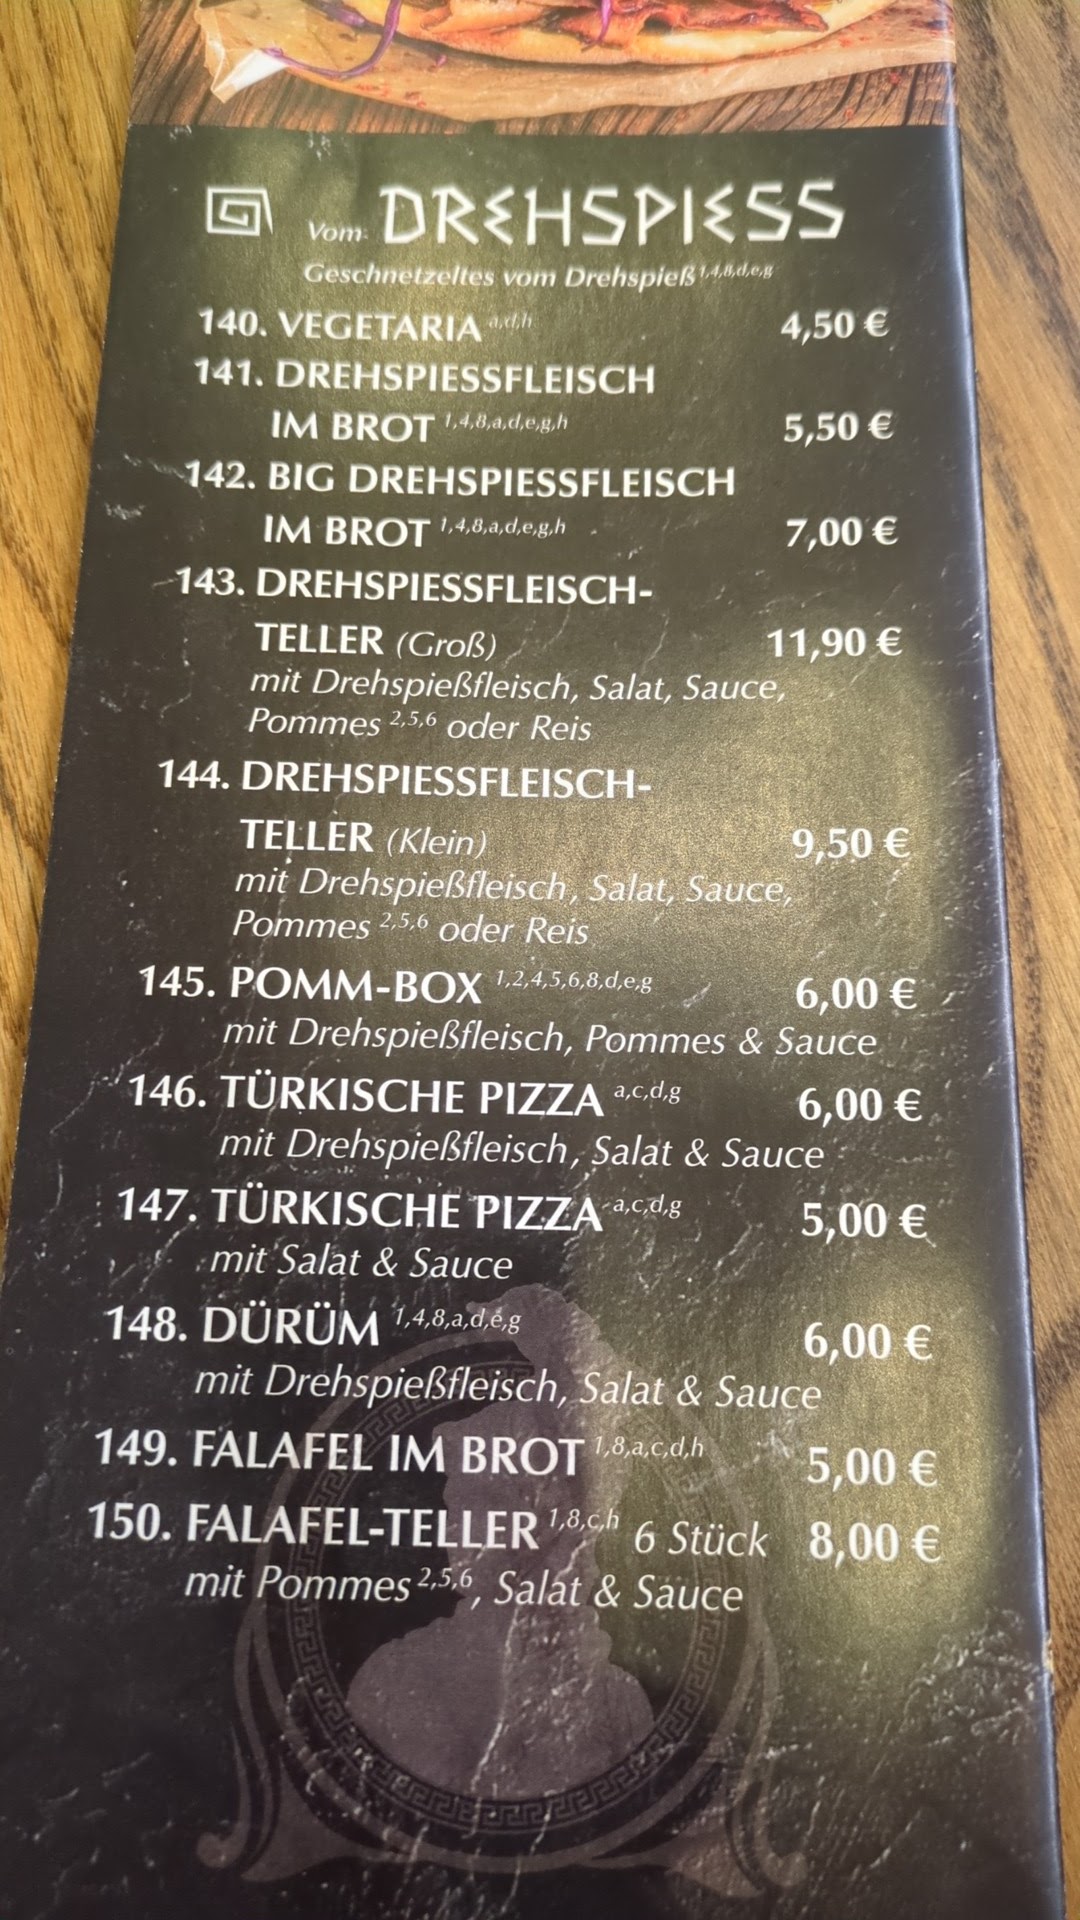 Vom: DREHSPIESS
Geschnetzeltes vom Drehspieß 1,4,8,d,e,g
140. VEGETARIA a,d,h 4,50 €
141. DREHSPIESSFLEISCH
IM BROT 1,4,8,a,d,e,g,h 5,50 €
142. BIG DREHSPIESSFLEISCH
IM BROT 1,4,8,a,d,e,g,h 7,00 €
143. DREHSPIESSFLEISCH-
TELLER (Groß) 11,90 €
mit Drehspießfleisch, Salat, Sauce,
Pommes 2,5,6 oder Reis
144. DREHSPIESSFLEISCH-
TELLER (Klein) 9,50 €
mit Drehspießfleisch, Salat, Sauce,
Pommes 2,5,6 oder Reis
145. POMM-BOX 1,2,4,5,6,8,d,e,g 6,00 €
mit Drehspießfleisch, Pommes & Sauce
146. TÜRKISCHE PIZZA a,c,d,g 6,00 €
mit Drehspießfleisch, Salat & Sauce
147. TÜRKISCHE PIZZA a,c,d,g 5,00 €
mit Salat & Sauce
148. DÜRÜM 1,4,8,a,d,e,g 6,00 €
mit Drehspießfleisch, Salat & Sauce
149. FALAFEL IM BROT 1,8,a,c,d,h 5,00 €
150. FALAFEL-TELLER 1,8,c,h 6 Stück 8,00 €
mit Pommes 2,5,6, Salat & Sauce